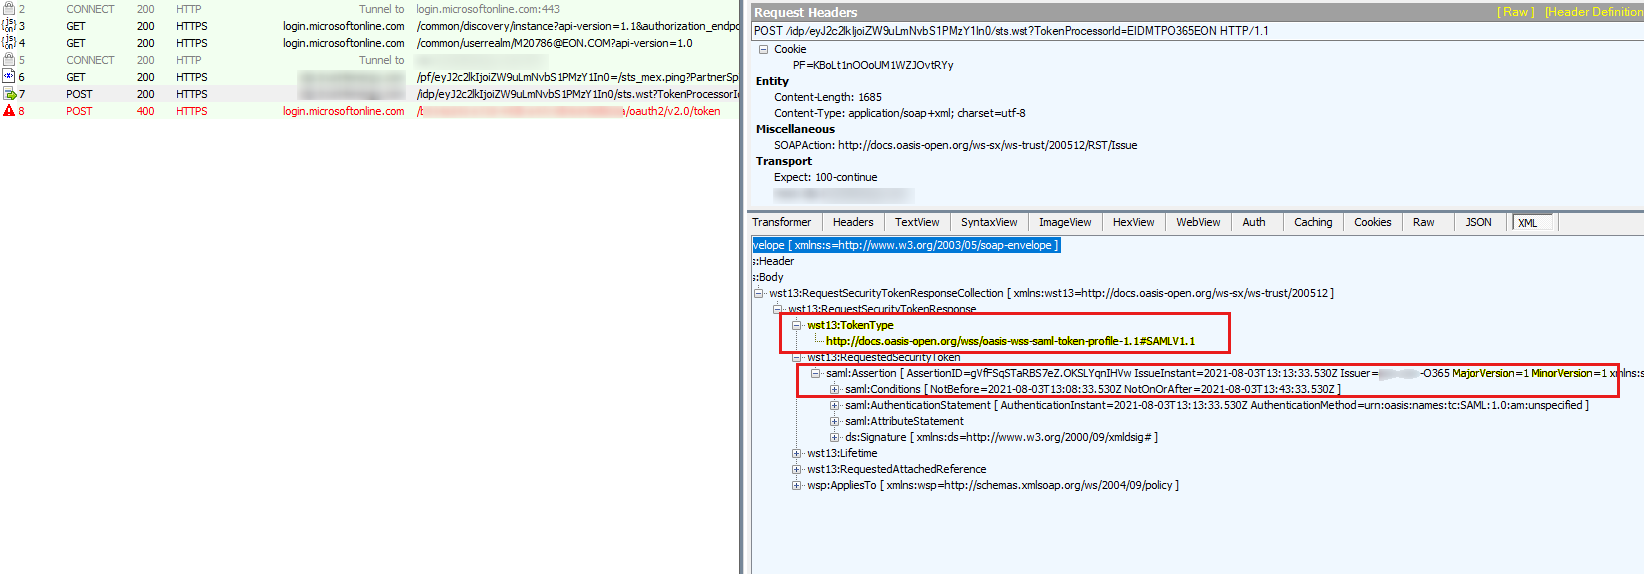 2 CONNECT 200 HTTP Tunnel to login.microsoftonline.com:443
3 GET 200 HTTPS login.microsoftonline.com /common/discovery/instance?api-version=1.1&authorization_endpo
4 GET 200 HTTPS login.microsoftonline.com /common/userrealm/M20786@EON.COM?api-version=1.0
5 CONNECT 200 HTTP Tunnel to
6 GET 200 HTTPS /pf/eyJ2c2lkIjoiZW9uLmNvbS1PMzY1In0=/sts_mex.ping?PartnerSp
7 POST 200 HTTPS /idp/eyJ2c2lkIjoiZW9uLmNvbS1PMzY1In0/sts.wst?TokenProcessorId
8 POST 400 HTTPS login.microsoftonline.com /t a/oauth2/v2.0/token
Request Headers [ Raw ] [Header Definition
POST /idp/eyJ2c2lkIjoiZW9uLmNvbS1PMzY1In0/sts.wst?TokenProcessorId=EIDMTPO365EON HTTP/1.1
Cookie
PF=KBoLt1nOOoUM1WZJOvtRYy
Entity
Content-Length: 1685
Content-Type: application/soap+xml; charset=utf-8
Miscellaneous
SOAPAction: http://docs.oasis-open.org/ws-sx/ws-trust/200512/RST/Issue
Transport
Expect: 100-continue
Transformer Headers TextView SyntaxView ImageView HexView WebView Auth Caching Cookies Raw JSON XML
velope [ xmlns:s=http://www.w3.org/2003/05/soap-envelope ]
s:Header
s:Body
wst13:RequestSecurityTokenResponseCollection [ xmlns:wst13=http://docs.oasis-open.org/ws-sx/ws-trust/200512 ]
wst13:RequestSecurityTokenResponse
wst13:TokenType
http://docs.oasis-open.org/wss/oasis-wss-saml-token-profile-1.1#SAMLV1.1
wst13:RequestedSecurityToken
saml:Assertion [ AssertionID=gVfFSqSTaRBS7eZ.OKSLYqnIHVw IssueInstant=2021-08-03T13:13:33.530Z Issuer= -O365 MajorVersion=1 MinorVersion=1 xmlns:s
saml:Conditions [ NotBefore=2021-08-03T13:08:33.530Z NotOnOrAfter=2021-08-03T13:43:33.530Z ]
saml:AuthenticationStatement [ AuthenticationInstant=2021-08-03T13:13:33.530Z AuthenticationMethod=urn:oasis:names:tc:SAML:1.0:am:unspecified ]
saml:AttributeStatement
ds:Signature [ xmlns:ds=http://www.w3.org/2000/09/xmldsig# ]
wst13:Lifetime
wst13:RequestedAttachedReference
wsp:AppliesTo [ xmlns:wsp=http://schemas.xmlsoap.org/ws/2004/09/policy ]